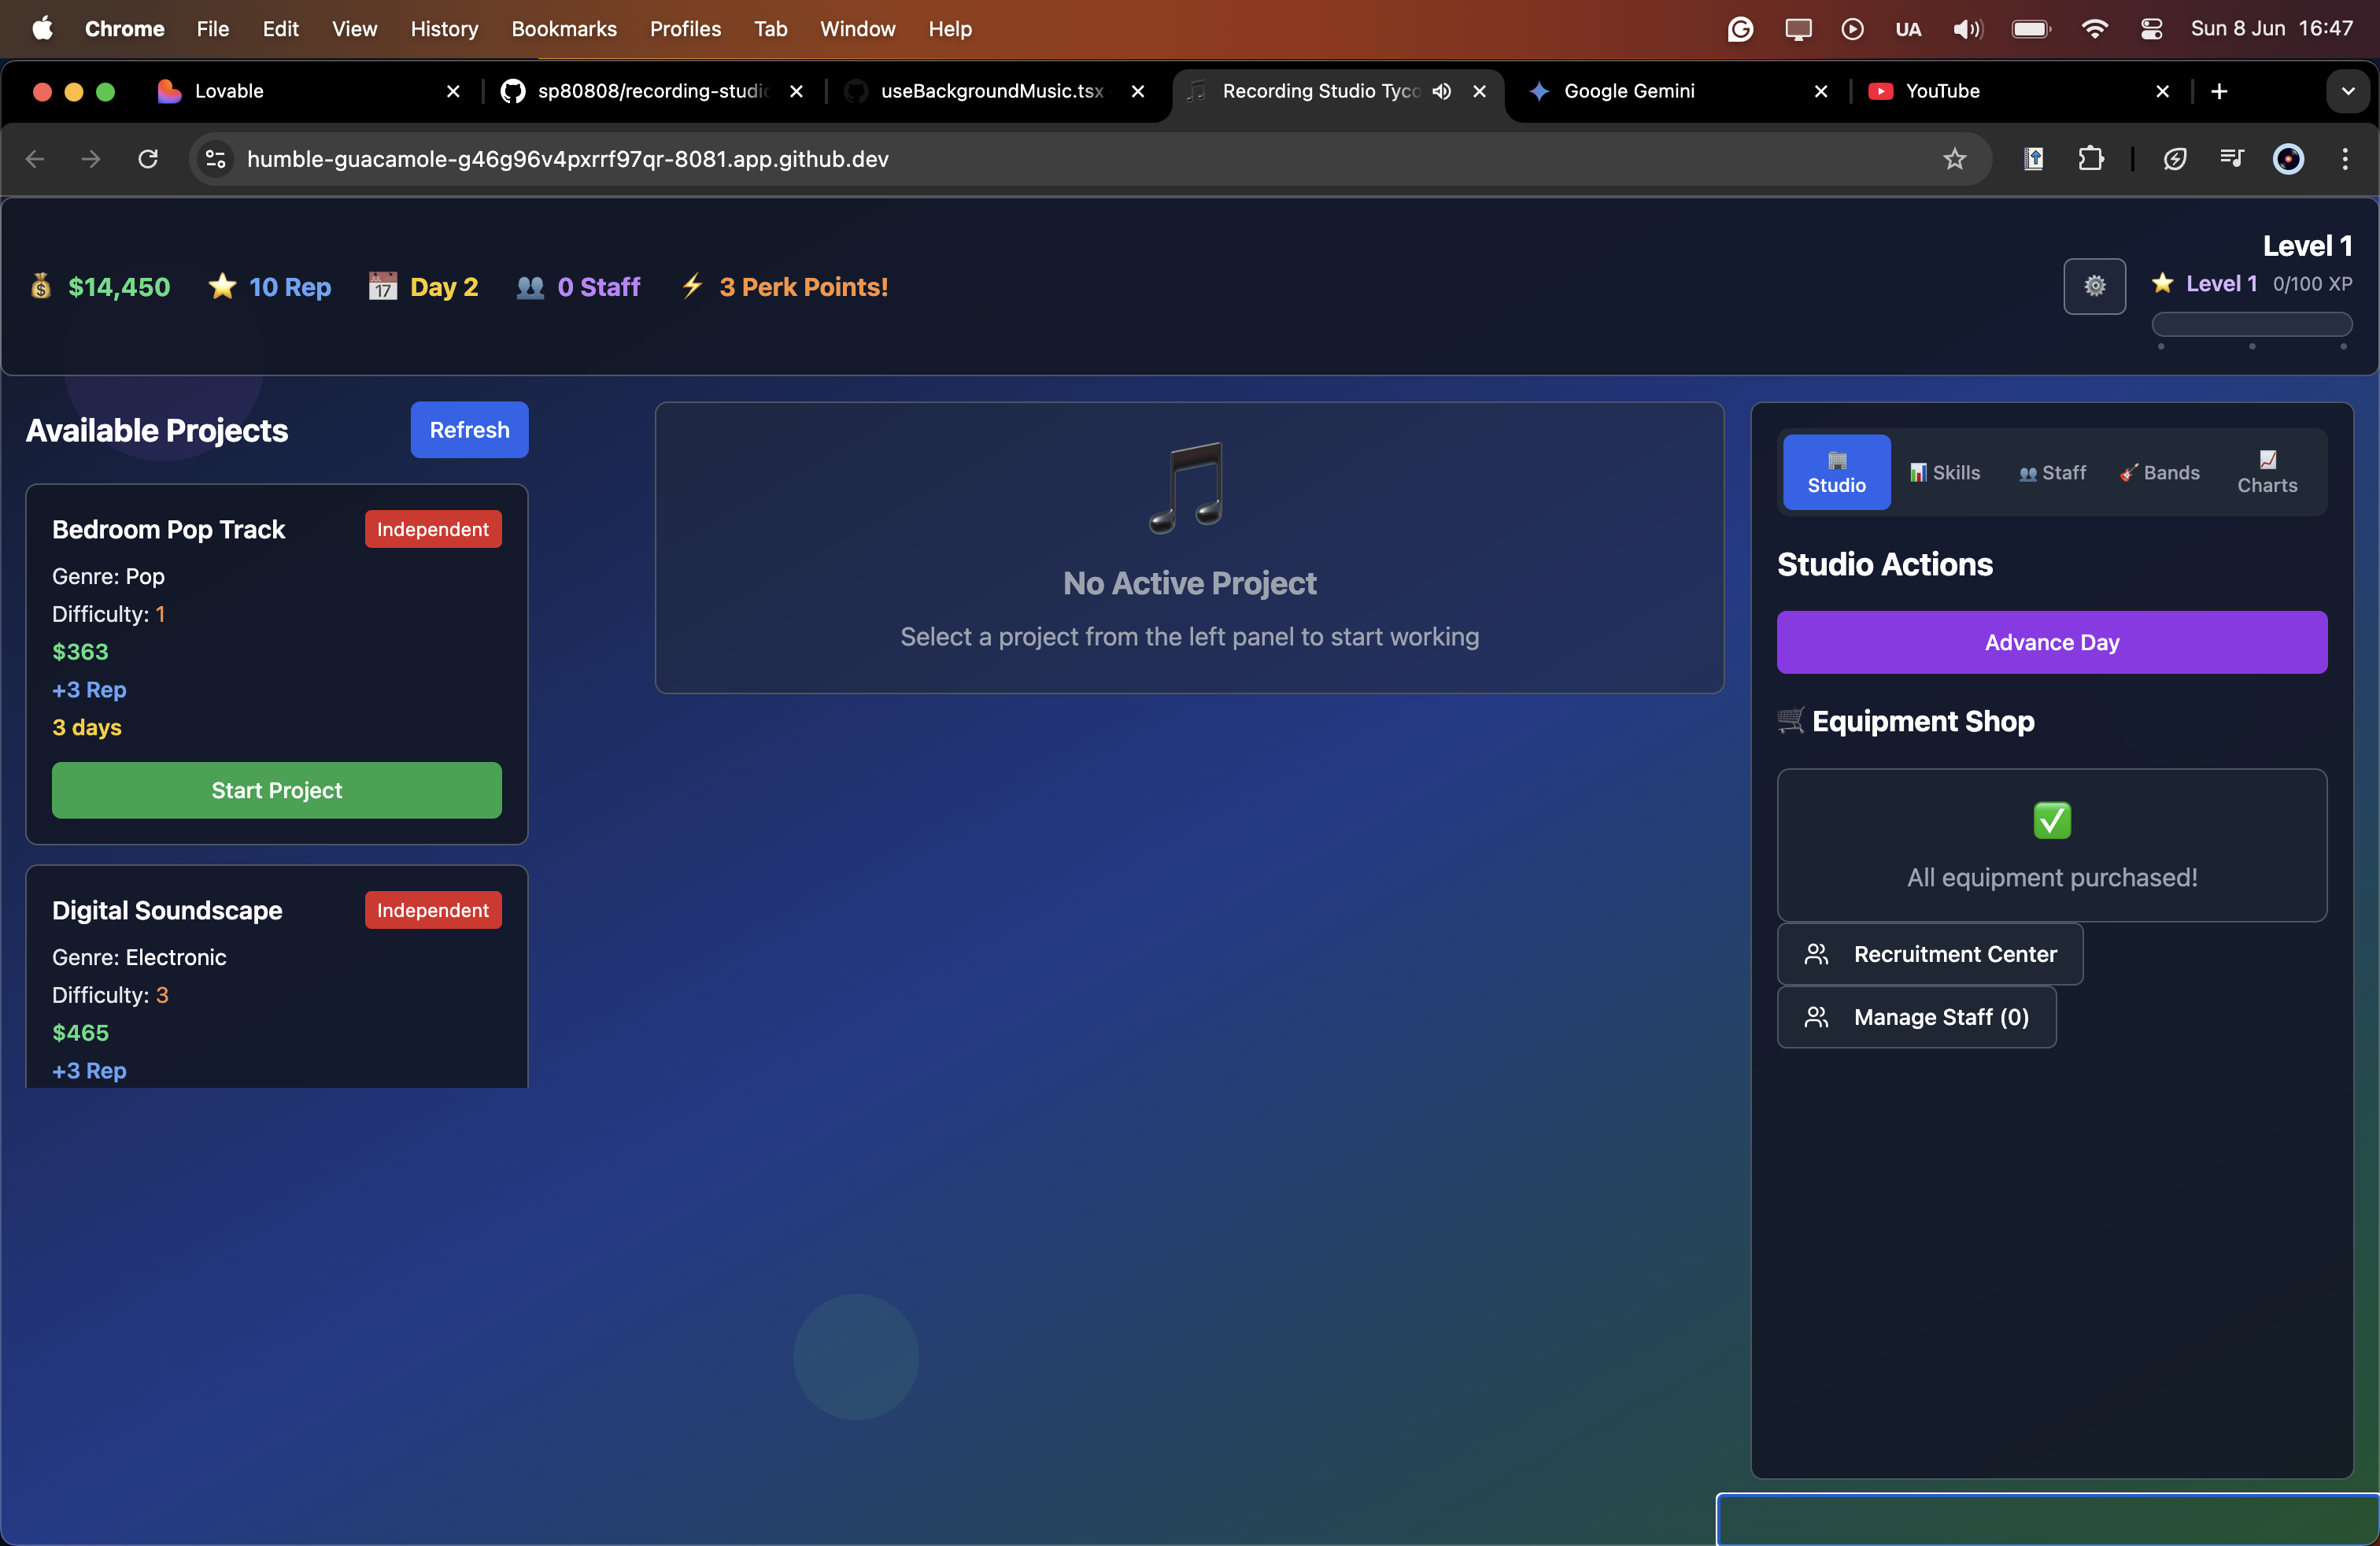 Chrome File Edit View History Bookmarks Profiles Tab Window Help UA Sun 8 Jun 16:47
Lovable sp80808/recording-studio useBackgroundMusic.tsx Recording Studio Tyco Google Gemini YouTube
humble-guacamole-g46g96v4pxrrf97qr-8081.app.github.dev
$14,450 10 Rep 17 Day 2 0 Staff 3 Perk Points!
Level 1
Level 1 0/100 XP
Available Projects Refresh
Bedroom Pop Track Independent
Genre: Pop
Difficulty: 1
$363
+3 Rep
3 days
Start Project
Digital Soundscape Independent
Genre: Electronic
Difficulty: 3
$465
+3 Rep
No Active Project
Select a project from the left panel to start working
Studio Skills Staff Bands Charts
Studio Actions
Advance Day
Equipment Shop
All equipment purchased!
Recruitment Center
Manage Staff (0)